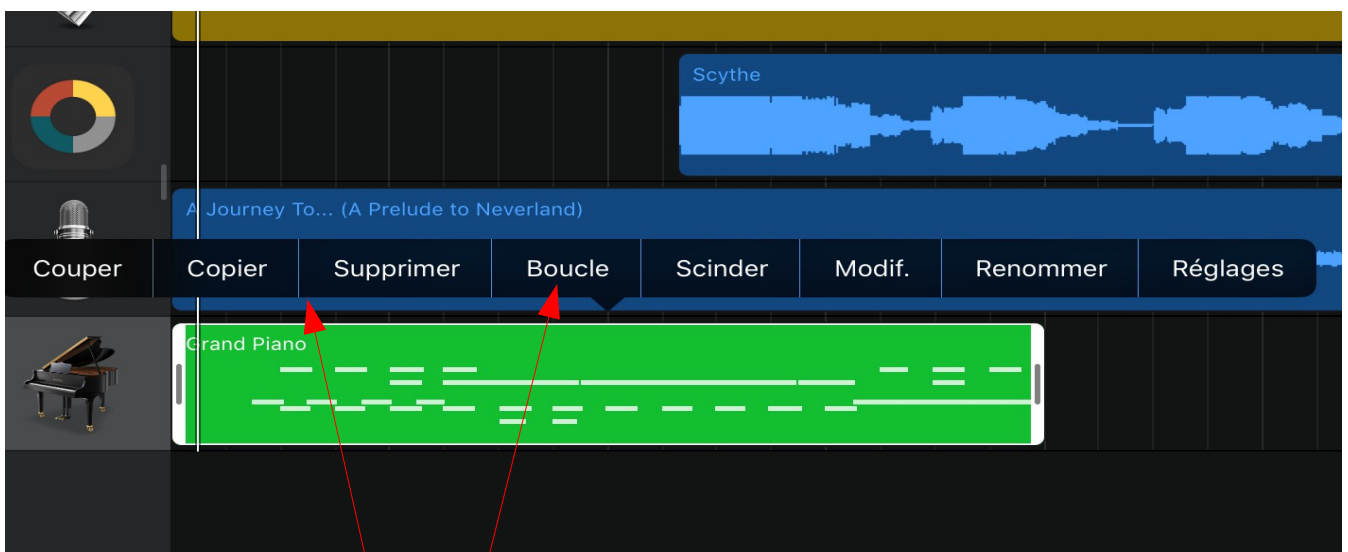 Scythe
A Journey To... (A Prelude to Neverland)
Couper Copier Supprimer Boucle Scinder Modif. Renommer Réglages
Grand Piano